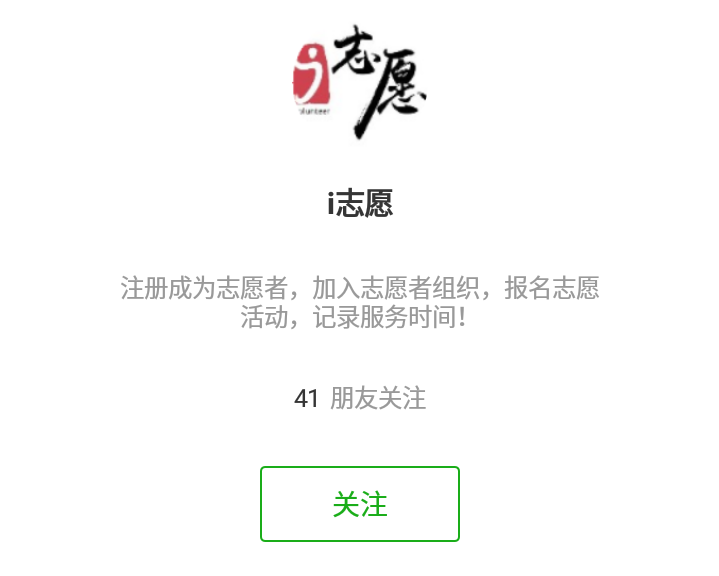 志愿
i
volunteer
i志愿
注册成为志愿者，加入志愿者组织，报名志愿
活动，记录服务时间！
41 朋友关注
关注